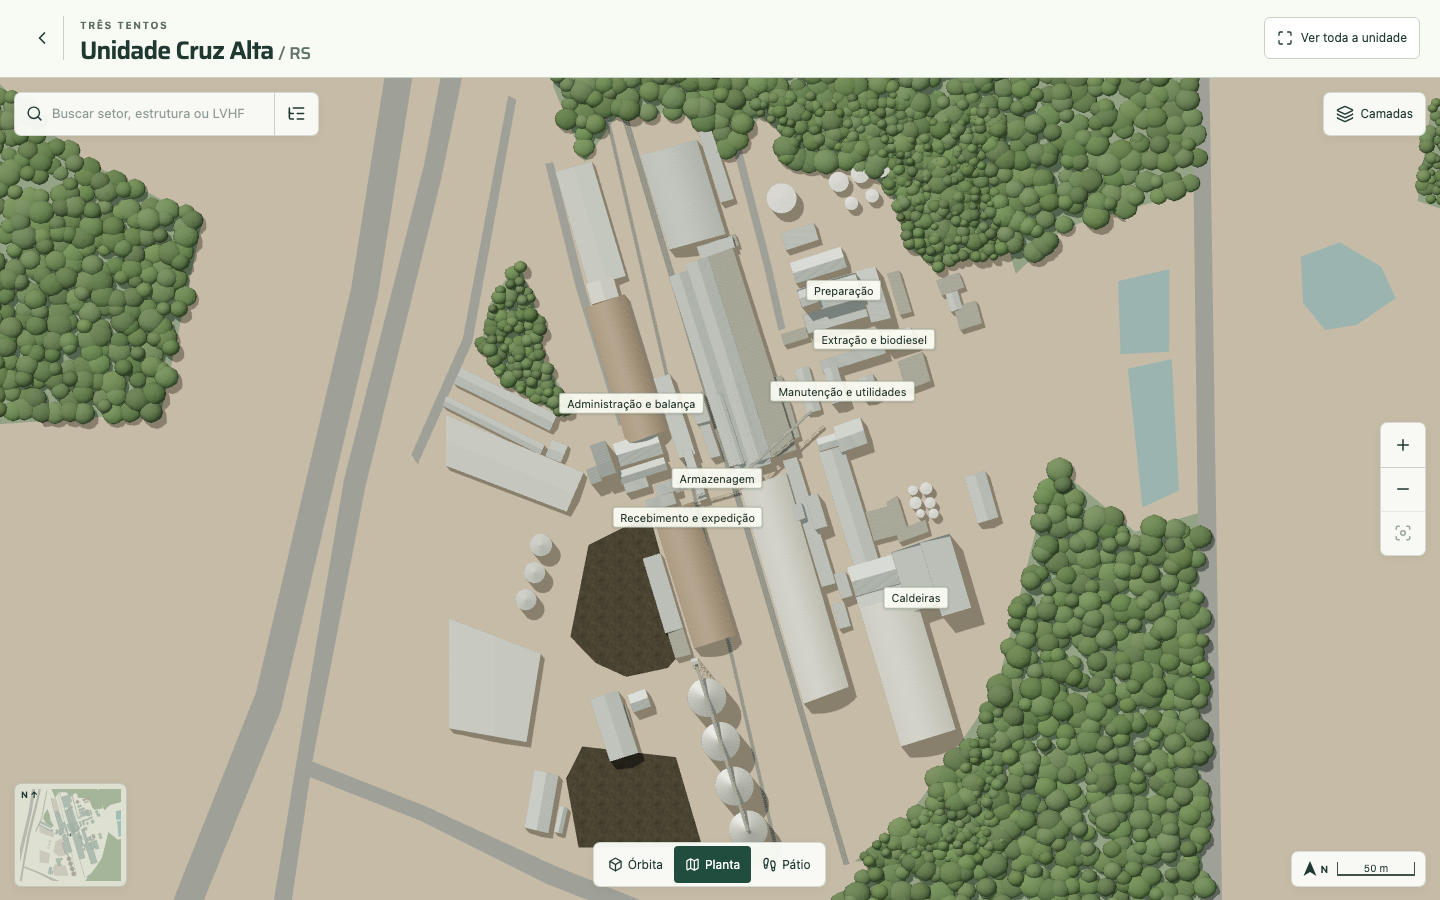 TRÊS TENTOS
Unidade Cruz Alta / RS
Ver toda a unidade
Buscar setor, estrutura ou LVHF
Camadas
Preparação
Extração e biodiesel
Manutenção e utilidades
Administração e balança
Armazenagem
Recebimento e expedição
Caldeiras
N
Órbita
Planta
Pátio
N
50 m